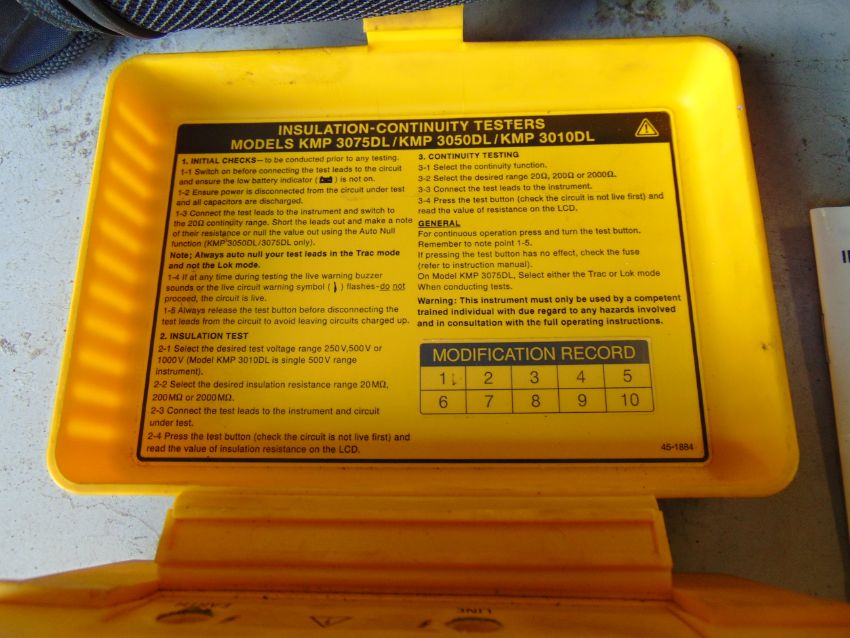 INSULATION-CONTINUITY TESTERS
MODELS KMP 3075DL/KMP 3050DL/KMP 3010DL
1. INITIAL CHECKS— to be conducted prior to any testing.
1-1 Switch on before connecting the test leads to the circuit
and ensure the low battery indicator ( ) is not on.
1-2 Ensure power is disconnected from the circuit under test
and all capacitors are discharged.
1-3 Connect the test leads to the instrument and switch to
the 20Ω continuity range. Short the leads out and make a note
of their resistance or null the value out using the Auto Null
function (KMP 3050DL/3075DL only).
Note; Always auto null your test leads in the Trac mode
and not the Lok mode.
1-4 If at any time during testing the live warning buzzer
sounds or the live circuit warning symbol ( ) flashes-do not
proceed, the circuit is live.
1-5 Always release the test button before disconnecting the
test leads from the circuit to avoid leaving circuits charged up.
2. INSULATION TEST
2-1 Select the desired test voltage range 250V,500V or
1000V (Model KMP 3010DL is single 500V range
instrument).
2-2 Select the desired insulation resistance range 20MΩ,
200MΩ or 2000MΩ.
2-3 Connect the test leads to the instrument and circuit
under test.
2-4 Press the test button (check the circuit is not live first) and
read the value of insulation resistance on the LCD.
3. CONTINUITY TESTING
3-1 Select the continuity function.
3-2 Select the desired range 20Ω, 200Ω or 2000Ω.
3-3 Connect the test leads to the instrument.
3-4 Press the test button (check the circuit is not live first) and
read the value of resistance on the LCD.
GENERAL
For continuous operation press and turn the test button.
Remember to note point 1-5.
If pressing the test button has no effect, check the fuse
(refer to instruction manual).
On Model KMP 3075DL, Select either the Trac or Lok mode
When conducting tests.
Warning: This instrument must only be used by a competent
trained individual with due regard to any hazards involved
and in consultation with the full operating instructions.
MODIFICATION RECORD
1 2 3 4 5
6 7 8 9 10
45-1884
LINE